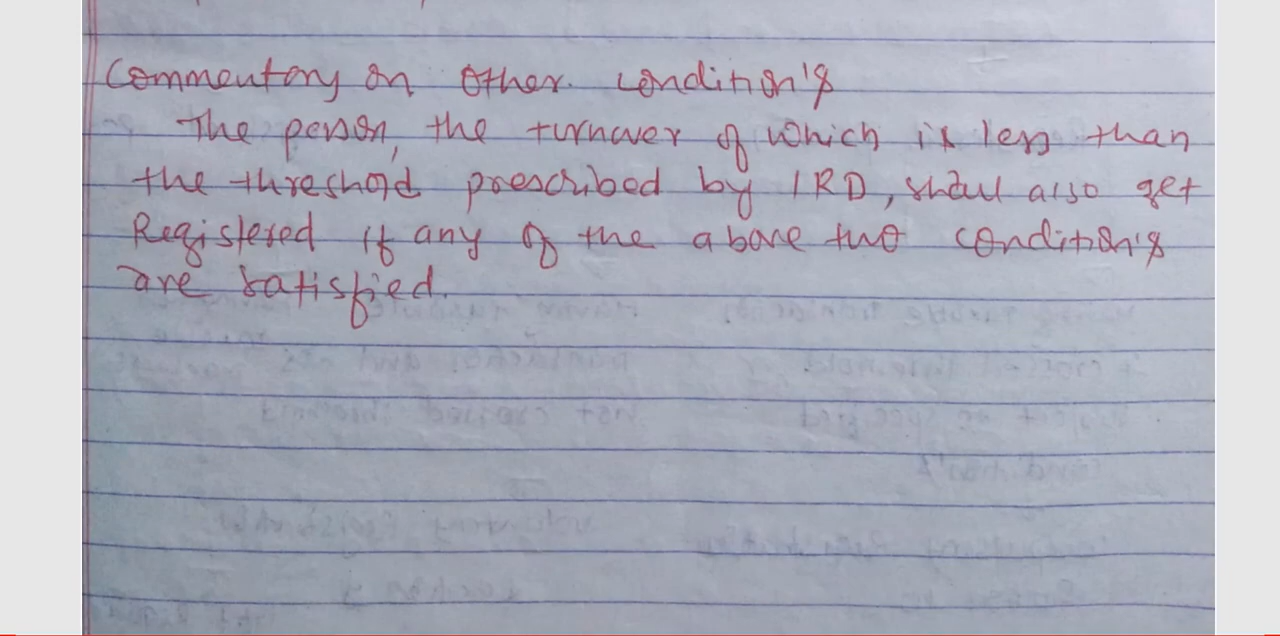 Commentary on Other condition's
The person, the turnover of which is less than
the threshold prescribed by IRD, shall also get
Registered if any of the above two condition's
are satisfied.